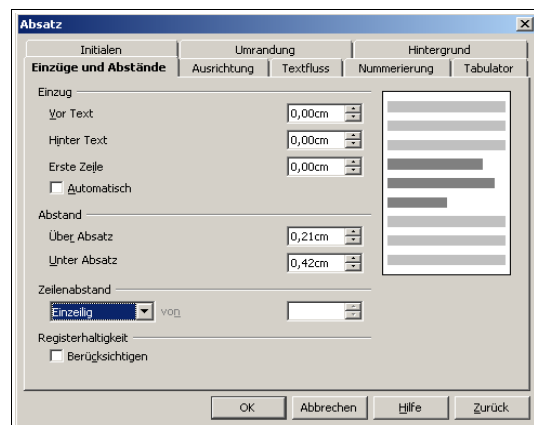 Absatz
Initialen Umrandung Hintergrund
Einzüge und Abstände Ausrichtung Textfluss Nummerierung Tabulator
Einzug
Vor Text 0,00cm
Hinter Text 0,00cm
Erste Zeile 0,00cm
Automatisch
Abstand
Über Absatz 0,21cm
Unter Absatz 0,42cm
Zeilenabstand
Einzeilig von
Registerhaltigkeit
Berücksichtigen
OK Abbrechen Hilfe Zurück